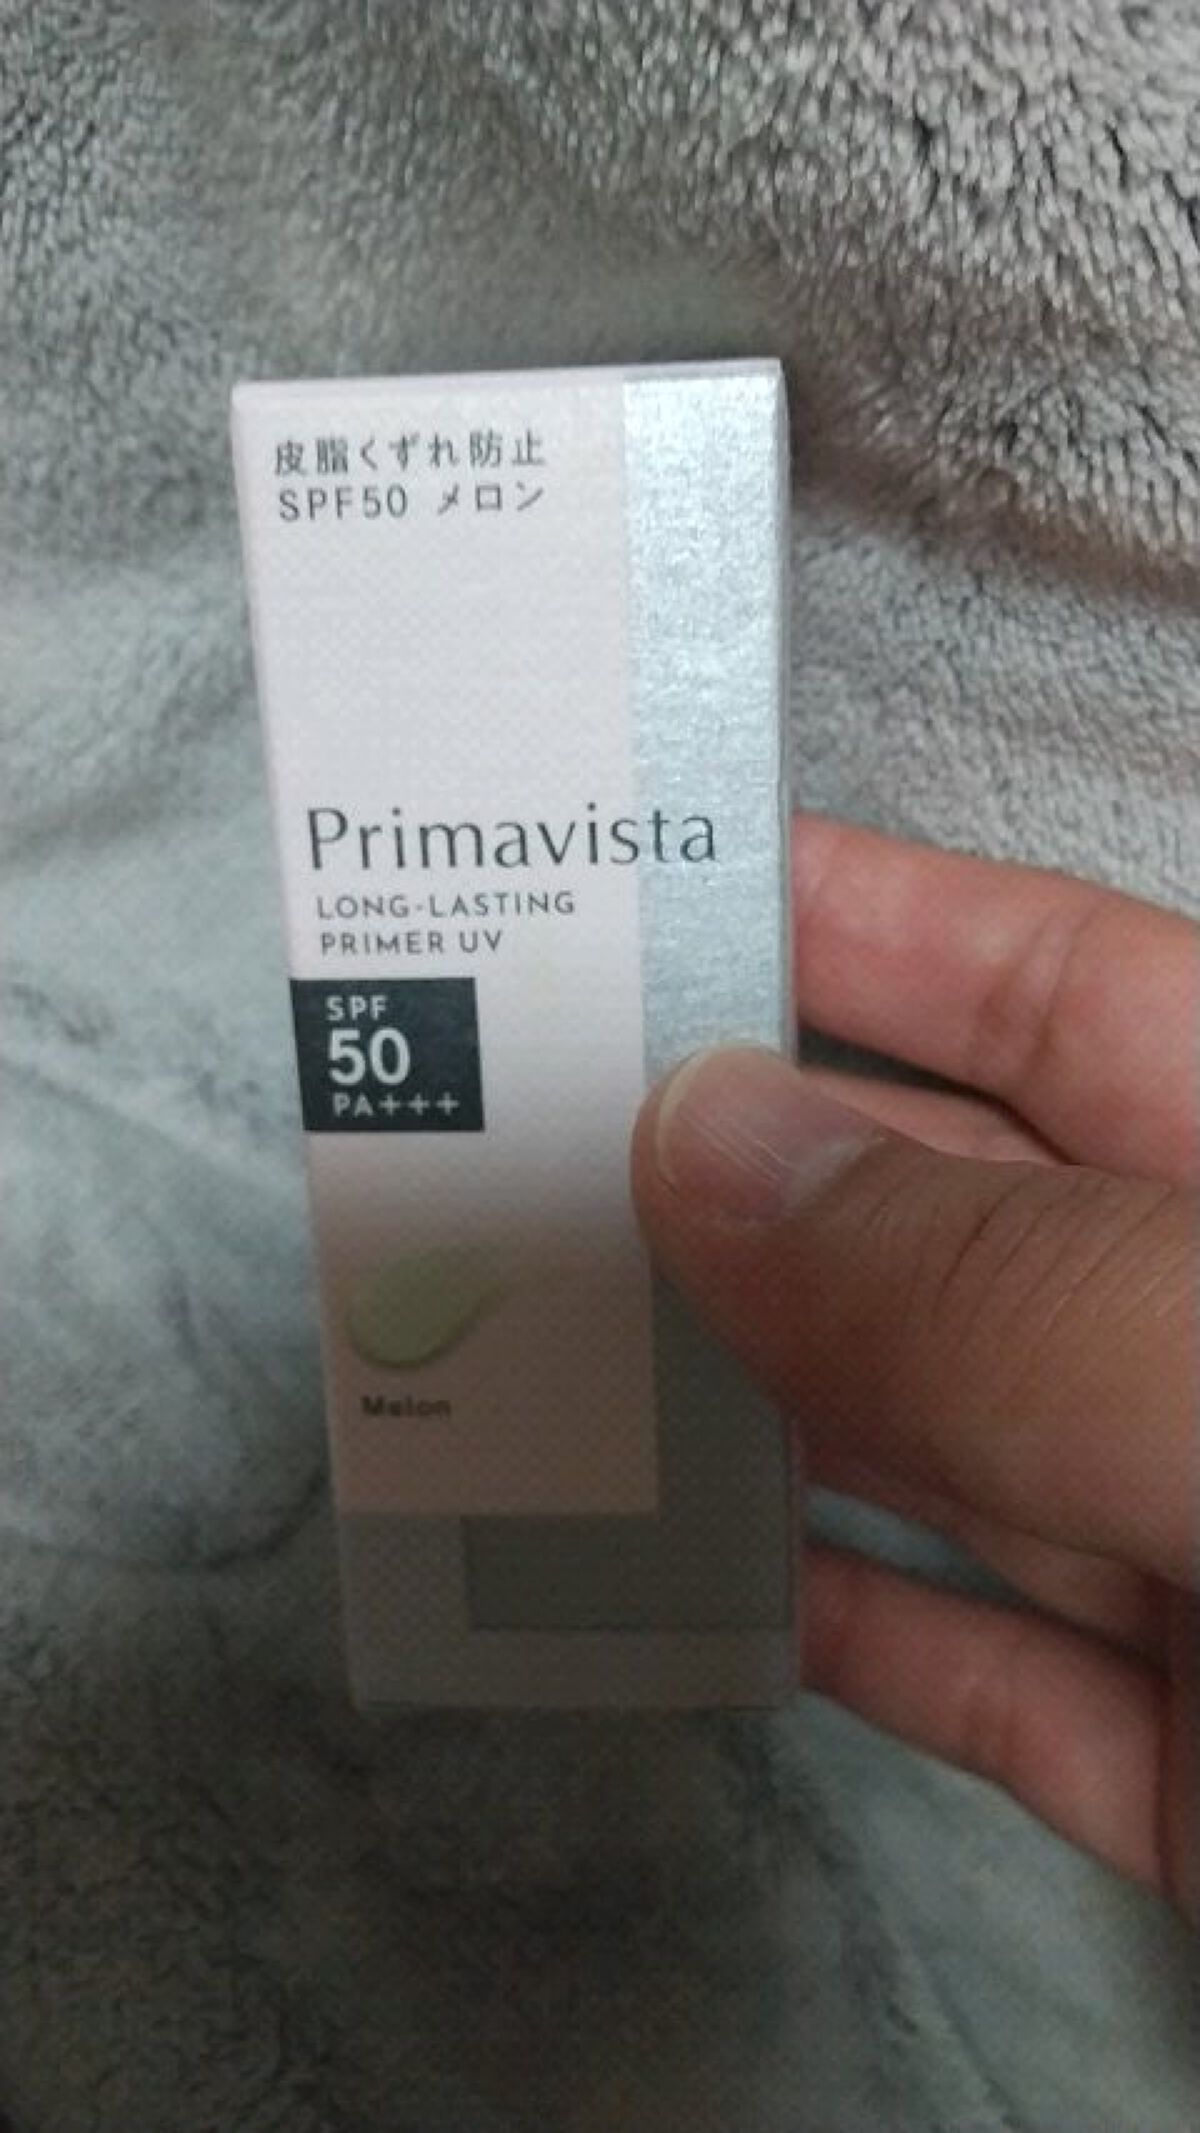 皮脂くずれ防止
SPF50 メロン
Primavista
LONG-LASTING
PRIMER UV
SPF
50
PA+++
Melon